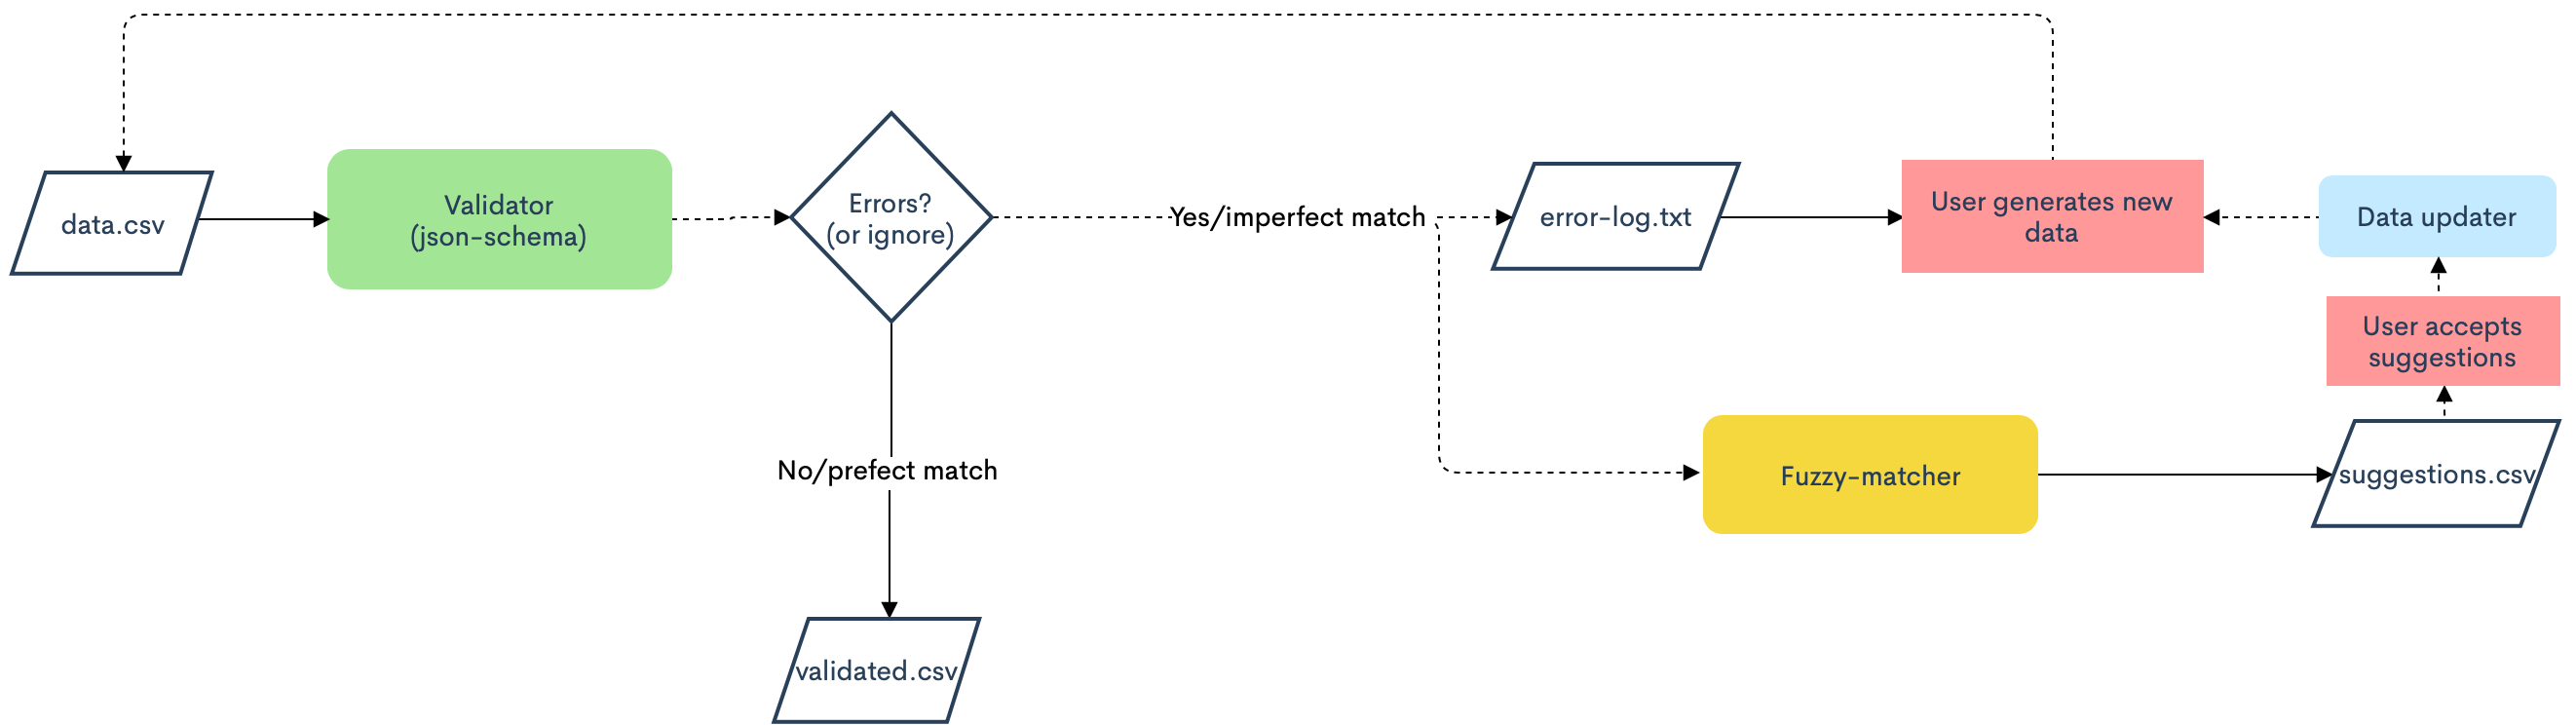 data.csv
Validator
(json-schema)
Errors?
(or ignore)
Yes/imperfect match
error-log.txt
User generates new
data
Data updater
User accepts
suggestions
No/prefect match
Fuzzy-matcher
suggestions.csv
validated.csv